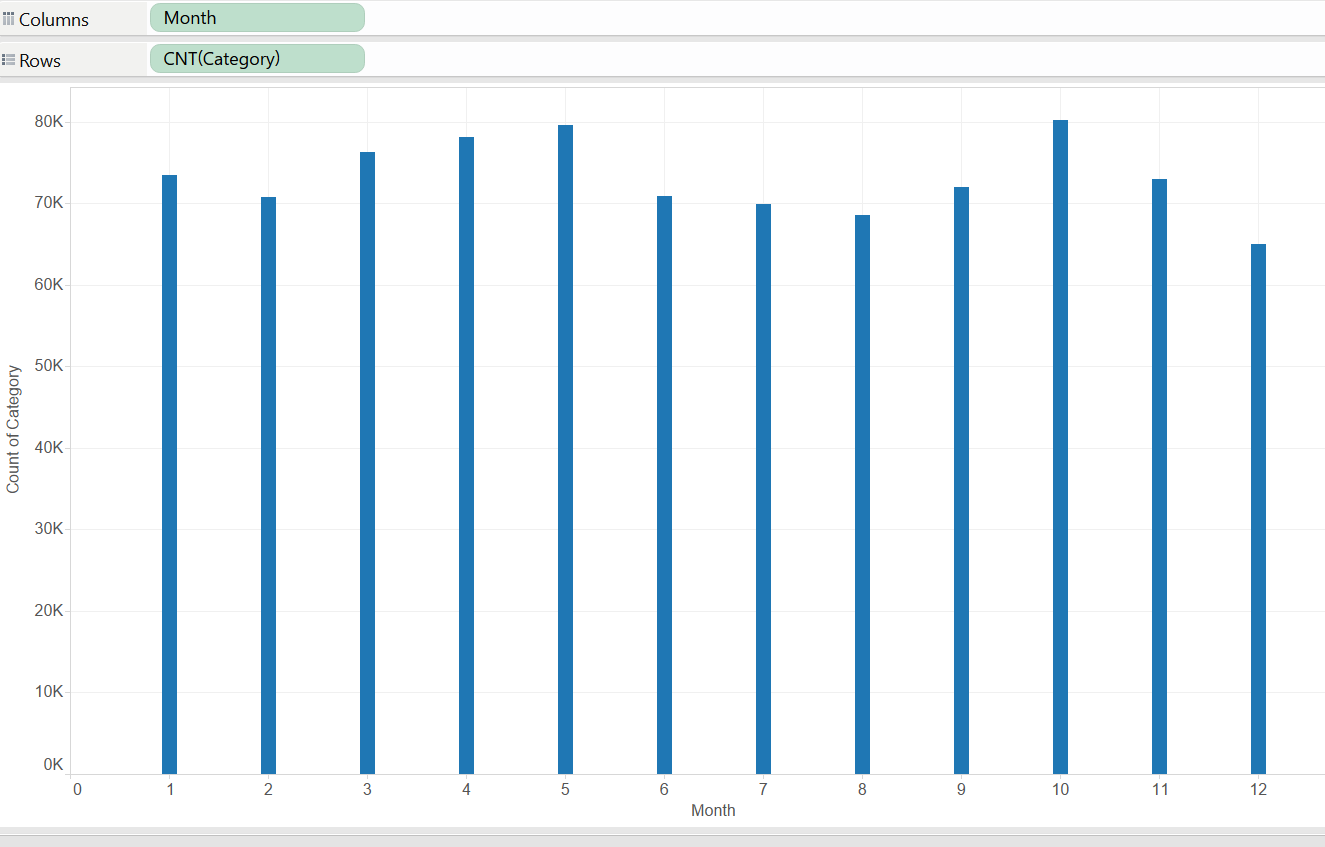 Columns Month
Rows CNT(Category)
80K
70K
60K
50K
40K
30K
20K
10K
0K
Count of Category
0 1 2 3 4 5 6 7 8 9 10 11 12
Month